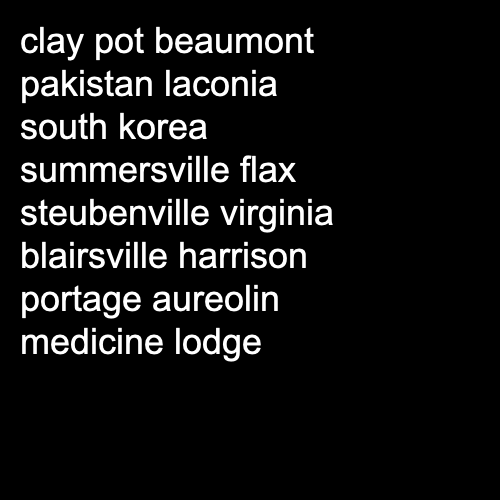 clay pot beaumont
pakistan laconia
south korea
summersville flax
steubenville virginia
blairsville harrison
portage aureolin
medicine lodge